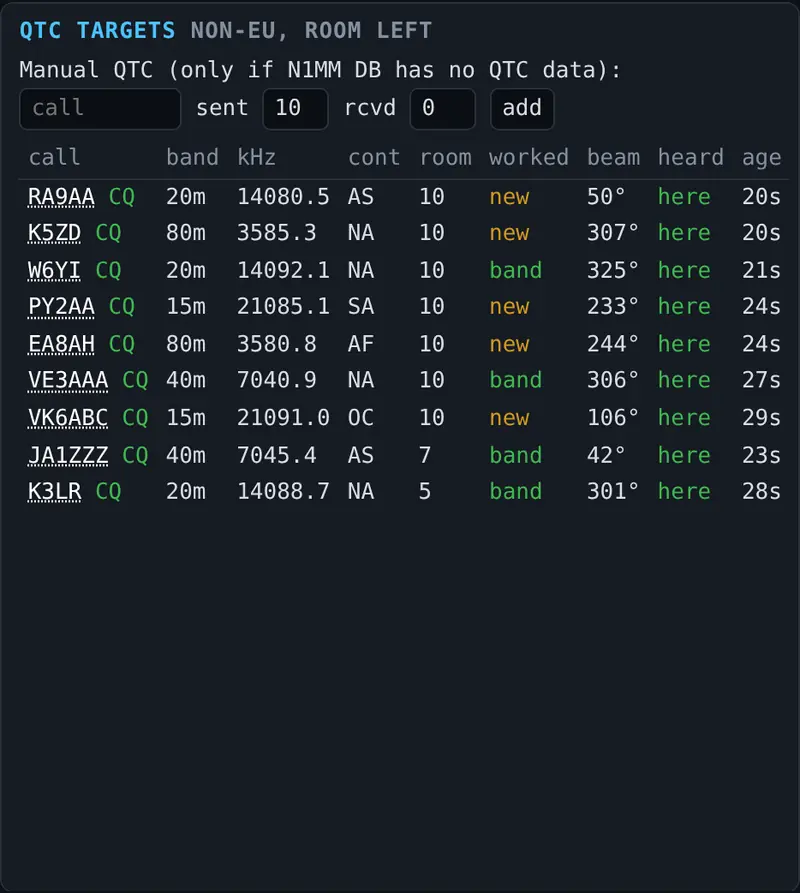 QTC TARGETS NON-EU, ROOM LEFT
Manual QTC (only if N1MM DB has no QTC data):
call sent 10 rcvd 0 add
call band kHz cont room worked beam heard age
RA9AA CQ 20m 14080.5 AS 10 new 50° here 20s
K5ZD CQ 80m 3585.3 NA 10 new 307° here 20s
W6YI CQ 20m 14092.1 NA 10 band 325° here 21s
PY2AA CQ 15m 21085.1 SA 10 new 233° here 24s
EA8AH CQ 80m 3580.8 AF 10 new 244° here 24s
VE3AAA CQ 40m 7040.9 NA 10 band 306° here 27s
VK6ABC CQ 15m 21091.0 OC 10 new 106° here 29s
JA1ZZZ CQ 40m 7045.4 AS 7 band 42° here 23s
K3LR CQ 20m 14088.7 NA 5 band 301° here 28s